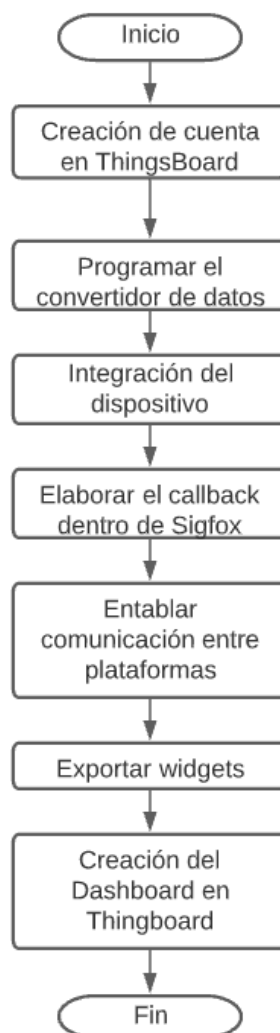 Inicio
Creación de cuenta
en ThingsBoard
Programar el
convertidor de datos
Integración del
dispositivo
Elaborar el callback
dentro de Sigfox
Entablar
comunicación entre
plataformas
Exportar widgets
Creación del
Dashboard en
Thingboard
Fin